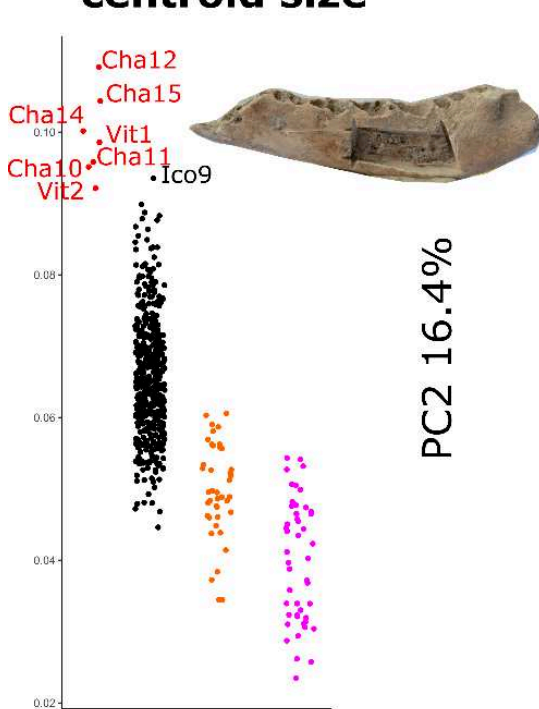 centroid size
Cha12
Cha15
Cha14
0.10
Vit1
Cha11
Cha10
Ico9
Vit2
0.08
PC2 16.4%
0.06
0.04
0.02